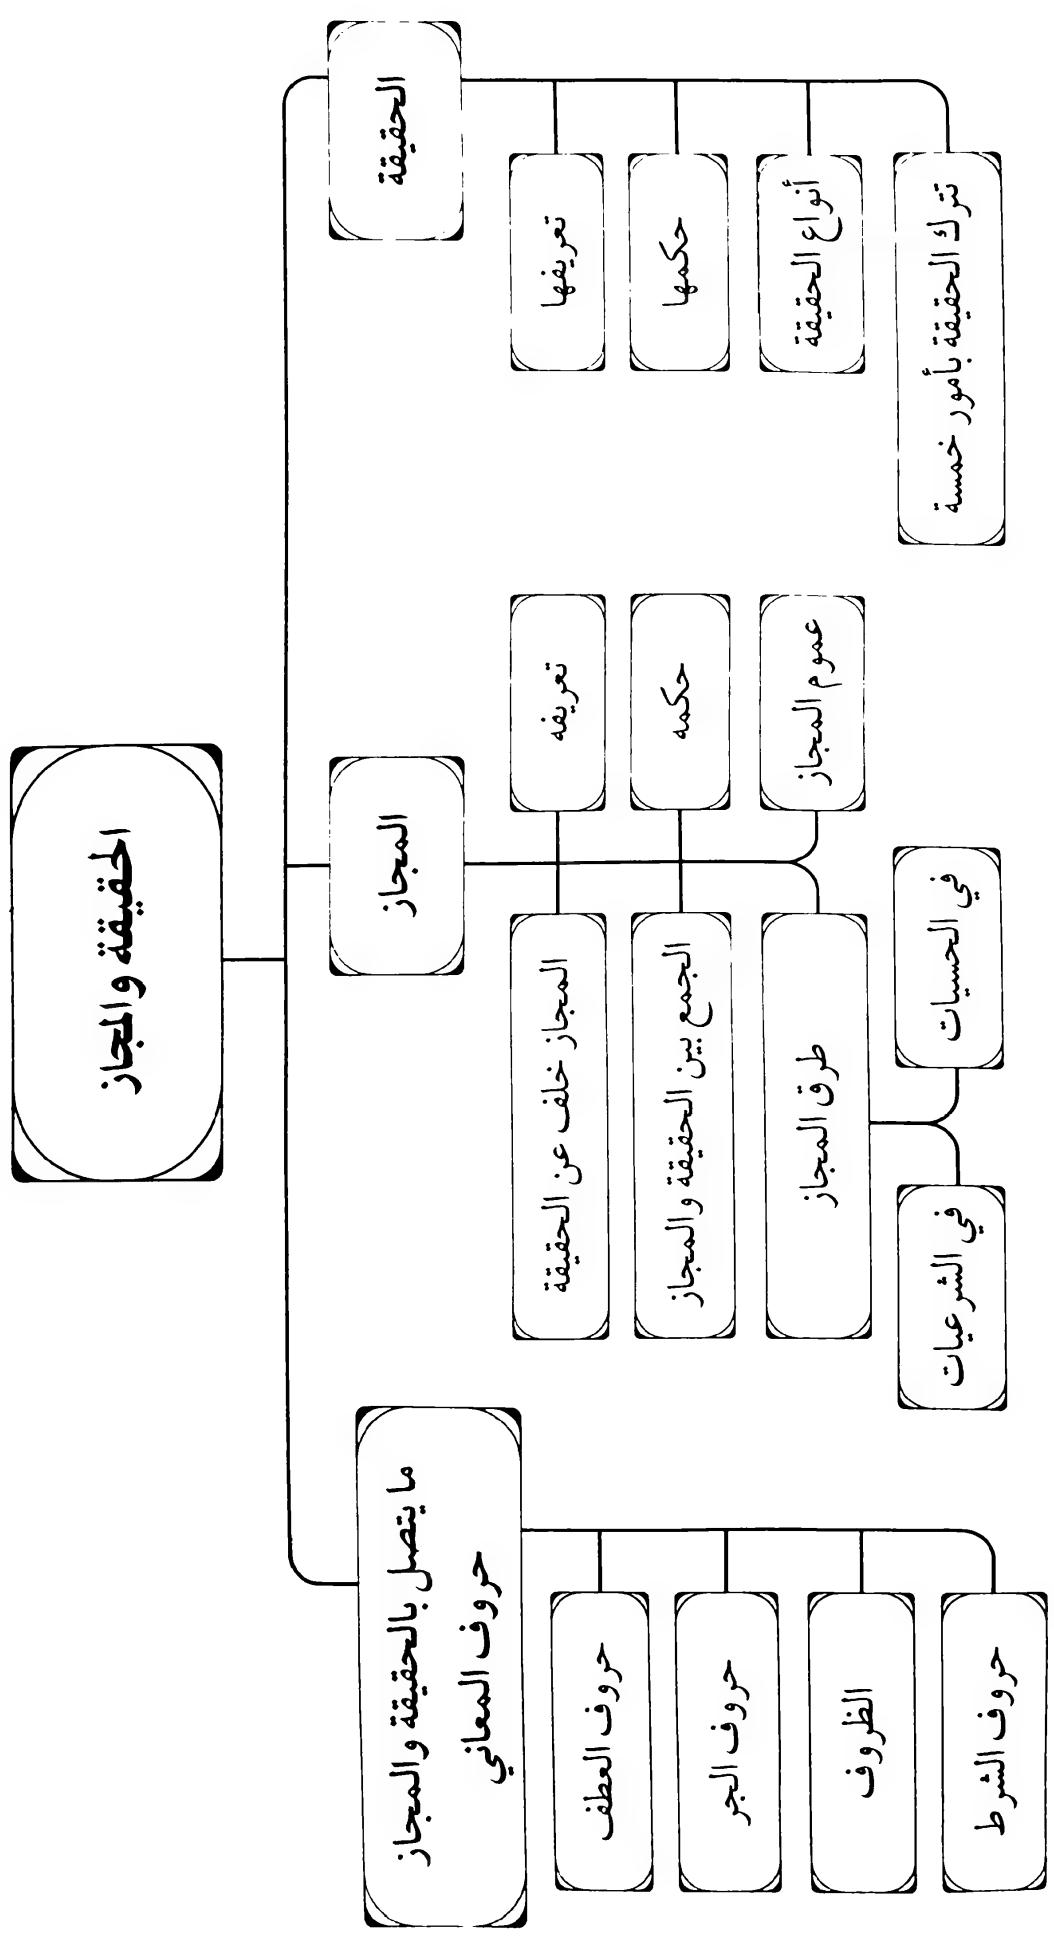 الحقيقة والمجاز
الحقيقة
تعريفها
حكمها
أنواع الحقيقة
تترك الحقيقة بأمور خمسة
المجاز
تعريفه
المجاز خلف عن الحقيقة
حكمه
الجمع بين الحقيقة والمجاز
عموم المجاز
طرق المجاز
في الحسيات
في الشرعيات
ما يتصل بالحقيقة والمجاز
حروف المعاني
حروف العطف
حروف الجر
الظروف
حروف الشرط